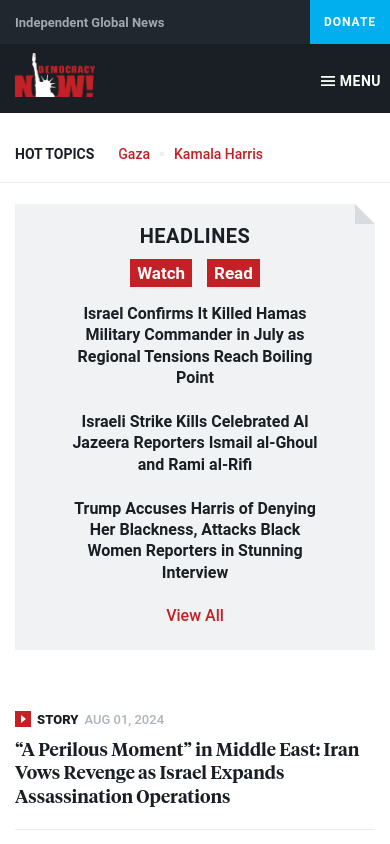 Independent Global News
DONATE
DEMOCRACY
NOW!
MENU
HOT TOPICS
Gaza
Kamala Harris
HEADLINES
Watch
Read
Israel Confirms It Killed Hamas
Military Commander in July as
Regional Tensions Reach Boiling
Point
Israeli Strike Kills Celebrated Al
Jazeera Reporters Ismail al-Ghoul
and Rami al-Rifi
Trump Accuses Harris of Denying
Her Blackness, Attacks Black
Women Reporters in Stunning
Interview
View All
STORY AUG 01, 2024
“A Perilous Moment” in Middle East: Iran
Vows Revenge as Israel Expands
Assassination Operations